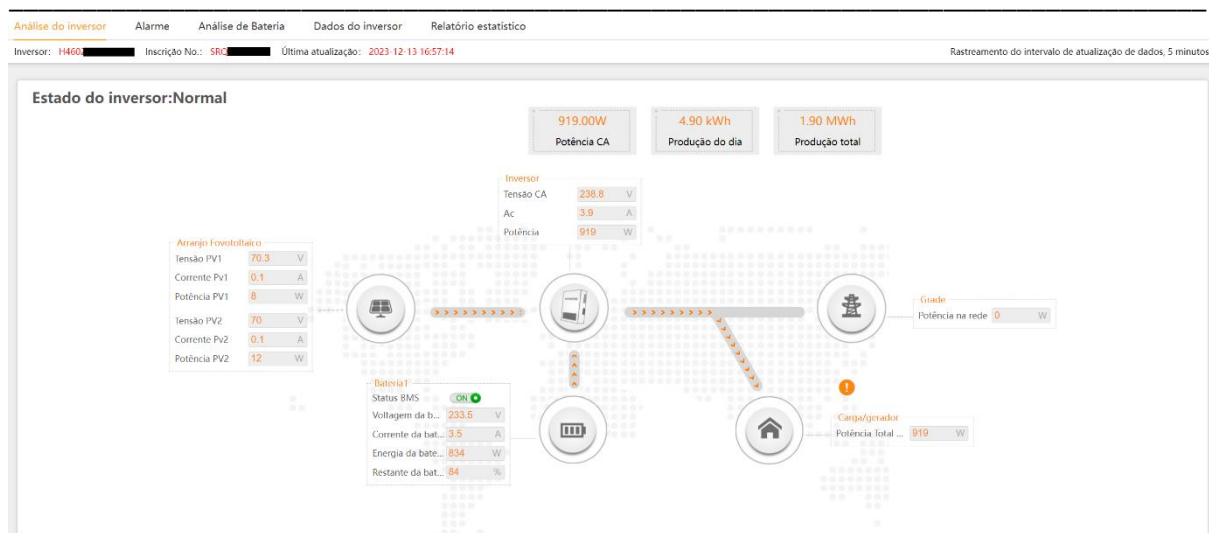 Análise do inversor Alarme Análise de Bateria Dados do inversor Relatório estatístico
Inversor: H460 Inscrição No.: SRQ Última atualização: 2023-12-13 16:57:14 Rastreamento do intervalo de atualização de dados, 5 minutos
Estado do inversor:Normal
919.00W 4.90 kWh 1.90 MWh
Potência CA Produção do dia Produção total
Inversor
Tensão CA 238.8 V
Ac 3.9 A
Potência 919 W
Arranjo Fovotoltaico
Tensão PV1 70.3 V
Corrente Pv1 0.1 A
Potência PV1 8 W
Tensão PV2 70 V
Corrente Pv2 0.1 A
Potência PV2 12 W
Grade
Potência na rede 0 W
Bateria1
Status BMS ON
Voltagem da b... 233.5 V
Corrente da bat... 3.5 A
Energia da bate... 834 W
Restante da bat... 84 %
Carga/gerador
Potência Total ... 919 W